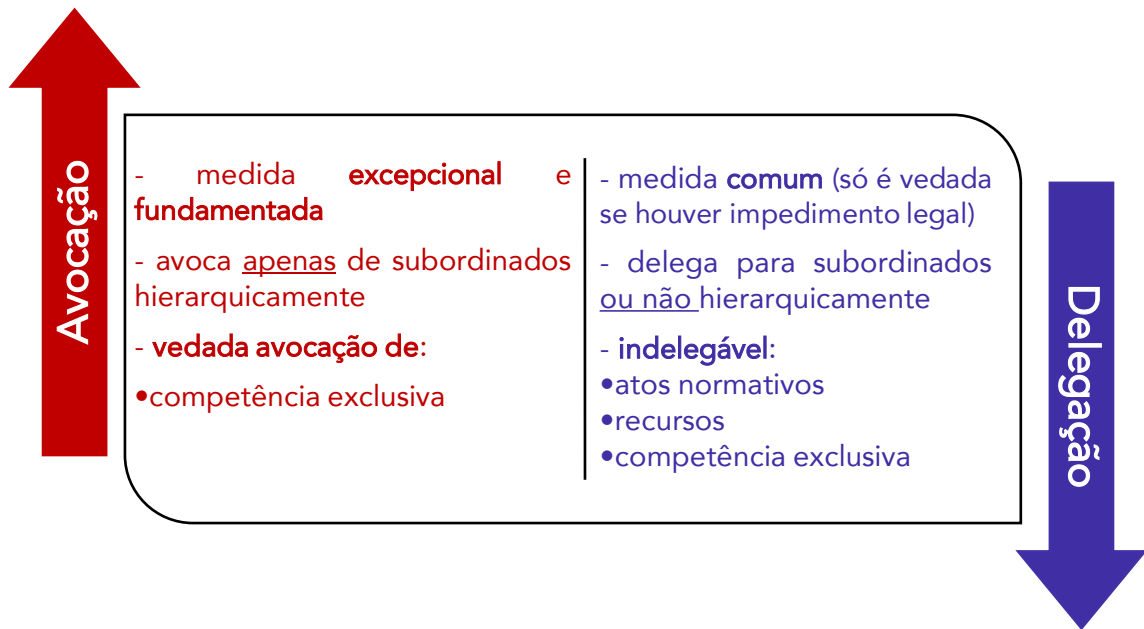 Avocação
- medida excepcional e
fundamentada
- avoca apenas de subordinados
hierarquicamente
- vedada avocação de:
•competência exclusiva
- medida comum (só é vedada
se houver impedimento legal)
- delega para subordinados
ou não hierarquicamente
- indelegável:
•atos normativos
•recursos
•competência exclusiva
Delegação